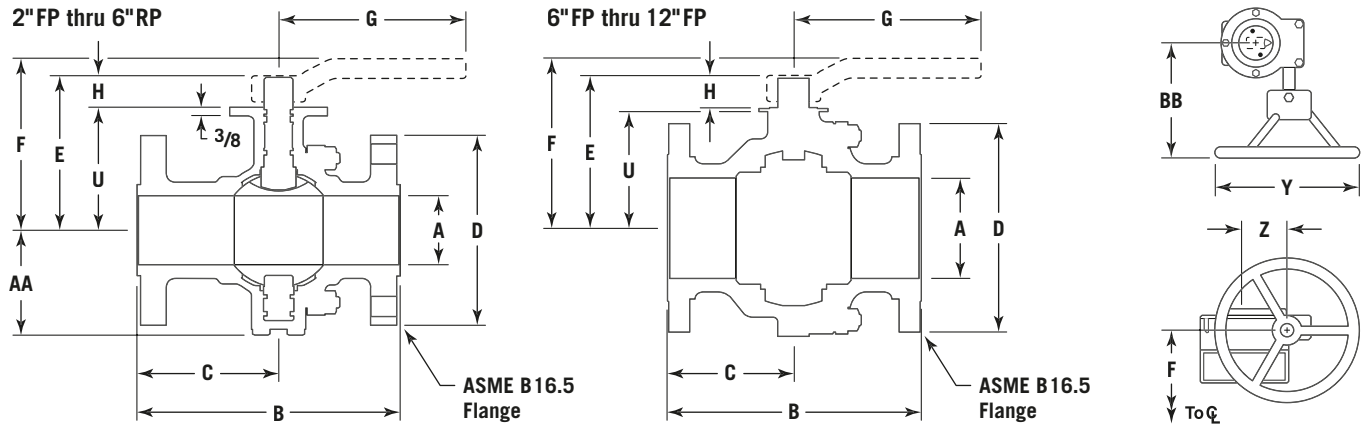 2"FP thru 6"RP
G
H
F
E
U
3/8
A
D
AA
C
B
ASME B16.5
Flange
6"FP thru 12"FP
G
H
F
E
U
A
D
C
B
ASME B16.5
Flange
BB
Y
Z
F
To ℄